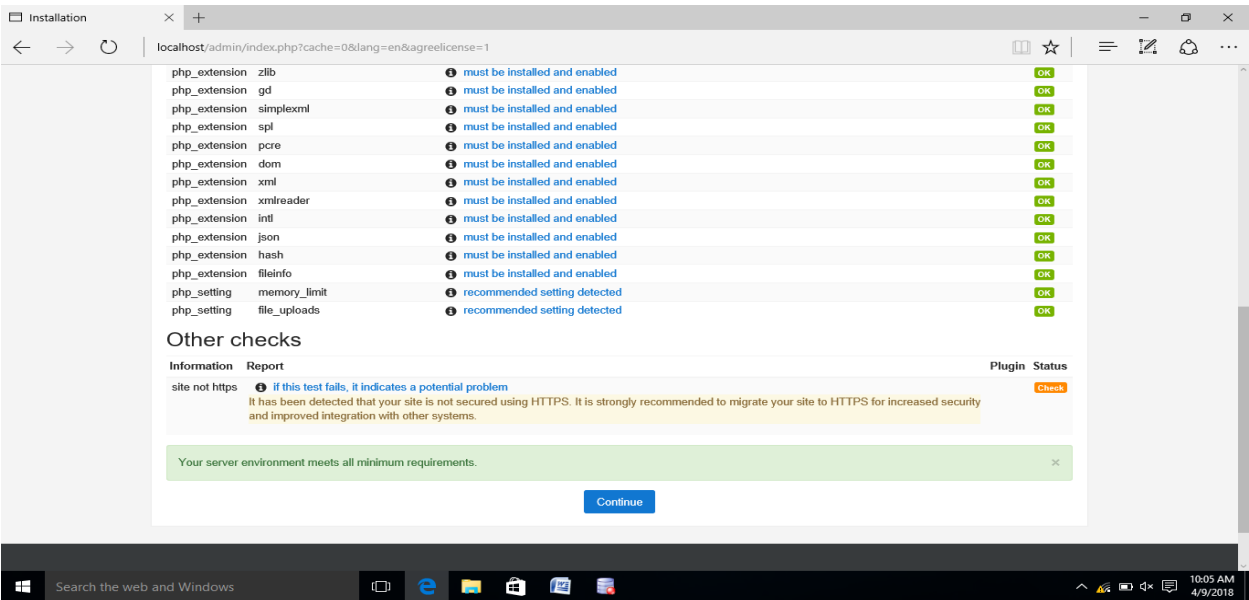 Installation
localhost/admin/index.php?cache=0&lang=en&agreelicense=1
php_extension zlib must be installed and enabled OK
php_extension gd must be installed and enabled OK
php_extension simplexml must be installed and enabled OK
php_extension spl must be installed and enabled OK
php_extension pcre must be installed and enabled OK
php_extension dom must be installed and enabled OK
php_extension xml must be installed and enabled OK
php_extension xmlreader must be installed and enabled OK
php_extension intl must be installed and enabled OK
php_extension json must be installed and enabled OK
php_extension hash must be installed and enabled OK
php_extension fileinfo must be installed and enabled OK
php_setting memory_limit recommended setting detected OK
php_setting file_uploads recommended setting detected OK
Other checks
Information Report Plugin Status
site not https if this test fails, it indicates a potential problem Check
It has been detected that your site is not secured using HTTPS. It is strongly recommended to migrate your site to HTTPS for increased security
and improved integration with other systems.
Your server environment meets all minimum requirements.
Continue
Search the web and Windows
10:05 AM
4/9/2018